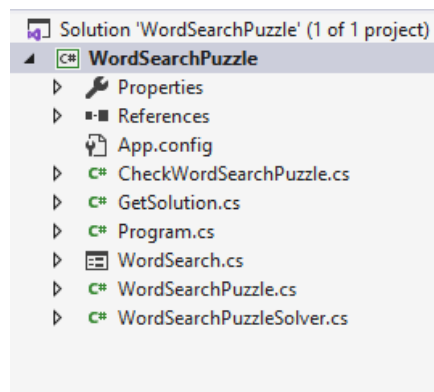 Solution 'WordSearchPuzzle' (1 of 1 project)
C# WordSearchPuzzle
Properties
References
App.config
C# CheckWordSearchPuzzle.cs
C# GetSolution.cs
C# Program.cs
WordSearch.cs
C# WordSearchPuzzle.cs
C# WordSearchPuzzleSolver.cs